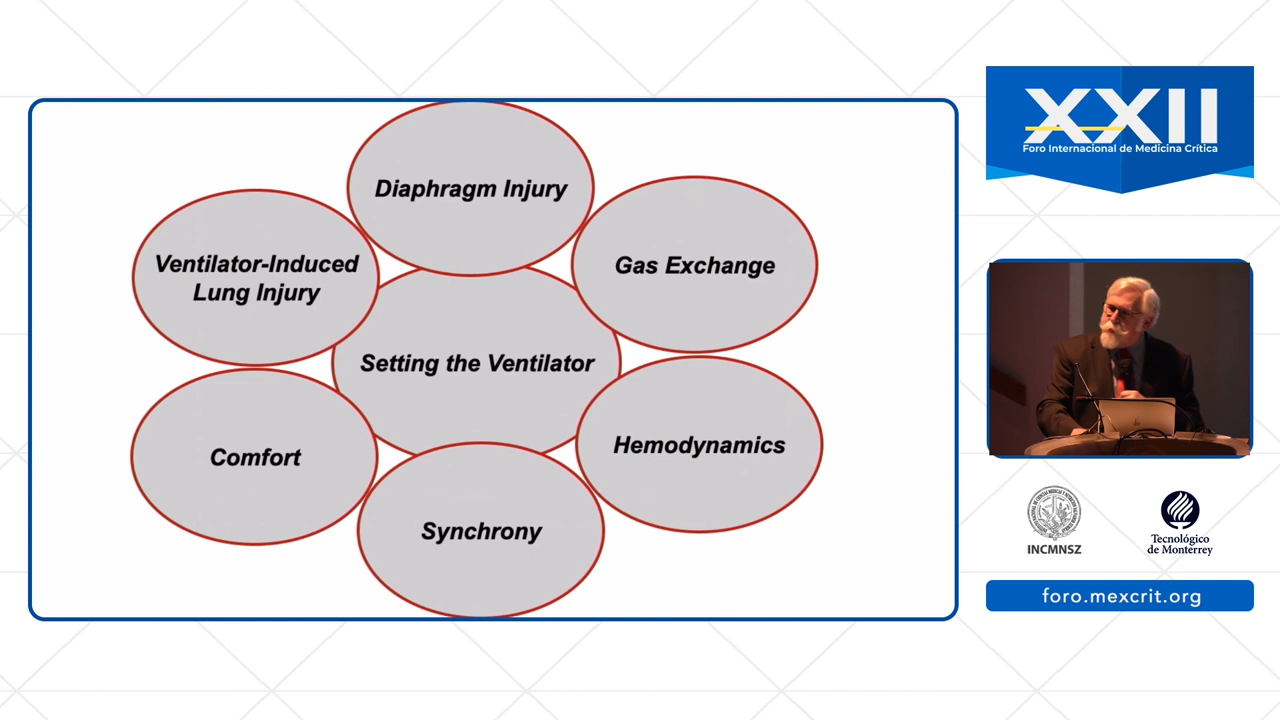 Diaphragm Injury
Ventilator-Induced
Lung Injury
Gas Exchange
Setting the Ventilator
Comfort
Hemodynamics
Synchrony
XXII
Foro Internacional de Medicina Crítica
INCMNSZ
Tecnológico
de Monterrey
foro.mexcrit.org